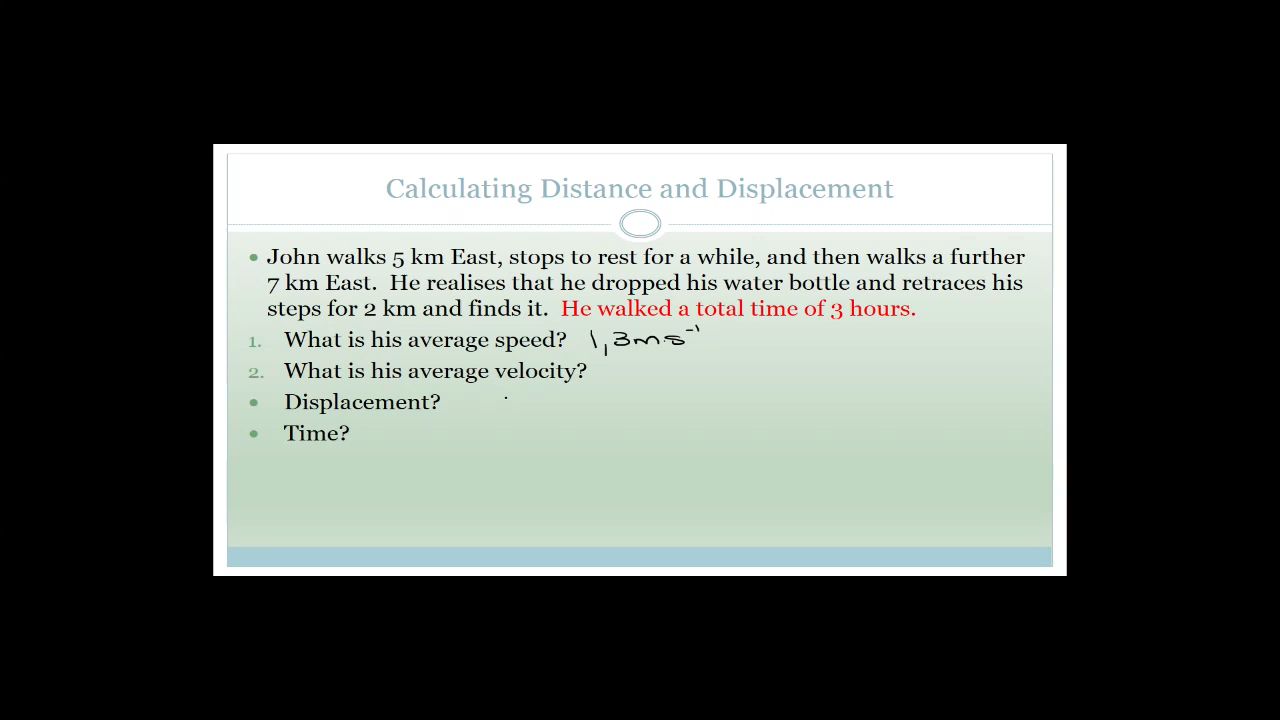 Calculating Distance and Displacement
• John walks 5 km East, stops to rest for a while, and then walks a further
7 km East. He realises that he dropped his water bottle and retraces his
steps for 2 km and finds it. He walked a total time of 3 hours.
1. What is his average speed? 1,3ms⁻¹
2. What is his average velocity?
• Displacement?
• Time?